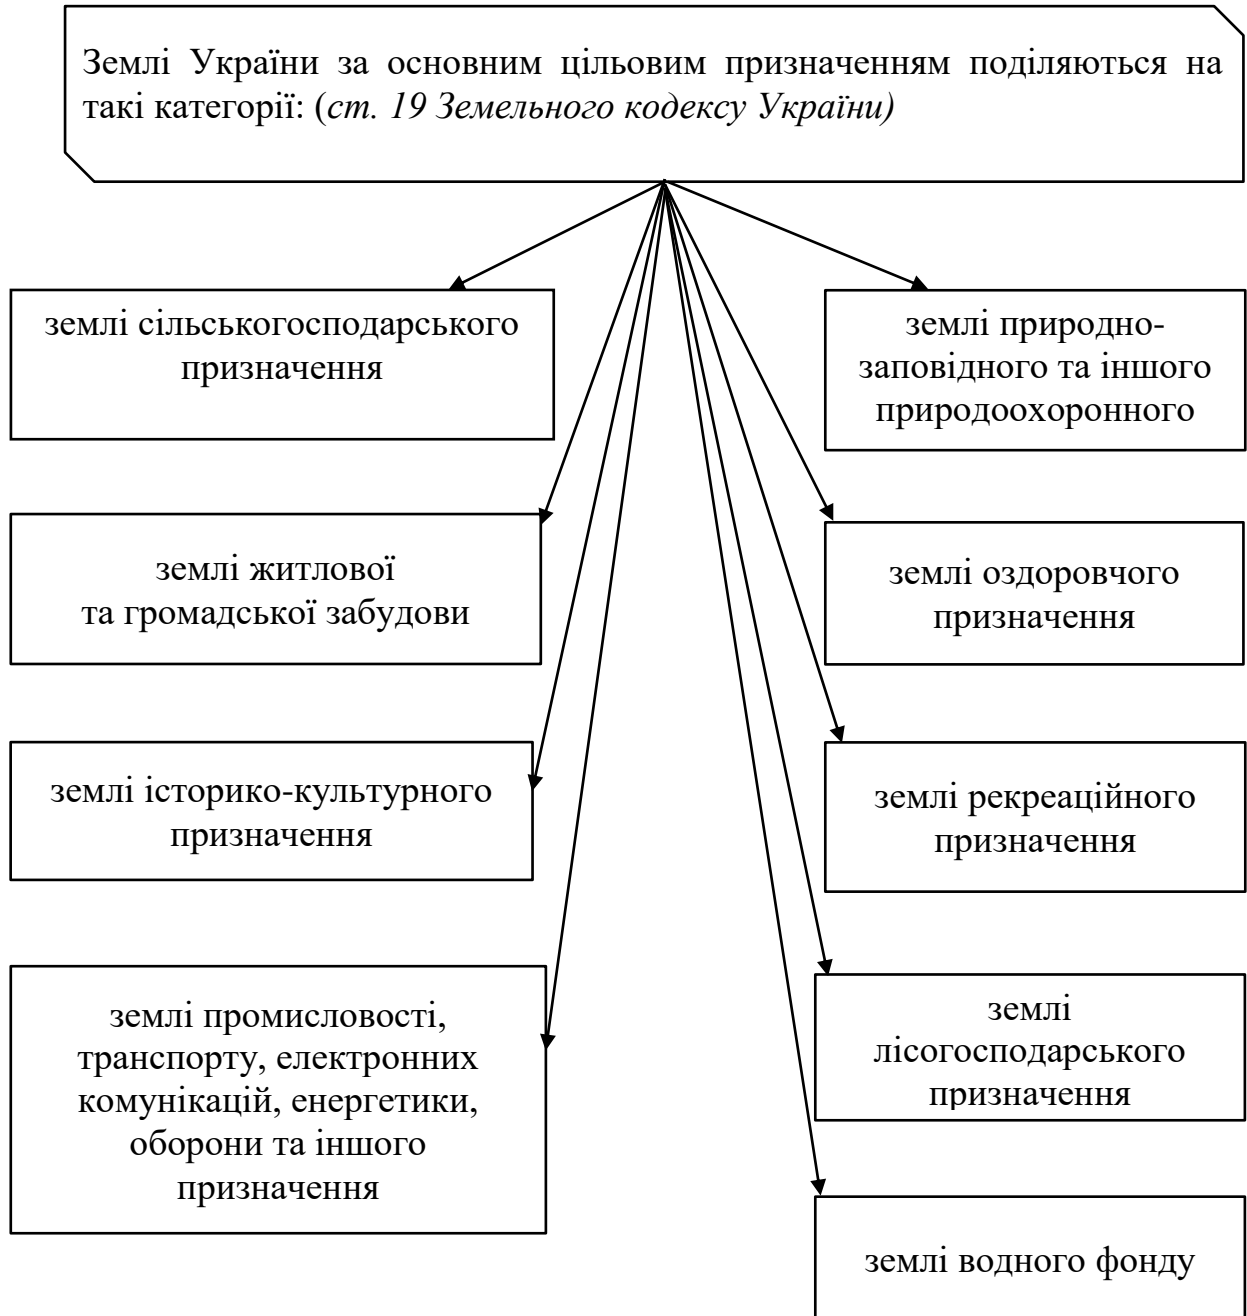 Землі України за основним цільовим призначенням поділяються на
такі категорії: (ст. 19 Земельного кодексу України)
землі сільськогосподарського
призначення
землі природно-
заповідного та іншого
природоохоронного
землі житлової
та громадської забудови
землі оздоровчого
призначення
землі історико-культурного
призначення
землі рекреаційного
призначення
землі промисловості,
транспорту, електронних
комунікацій, енергетики,
оборони та іншого
призначення
землі
лісогосподарського
призначення
землі водного фонду